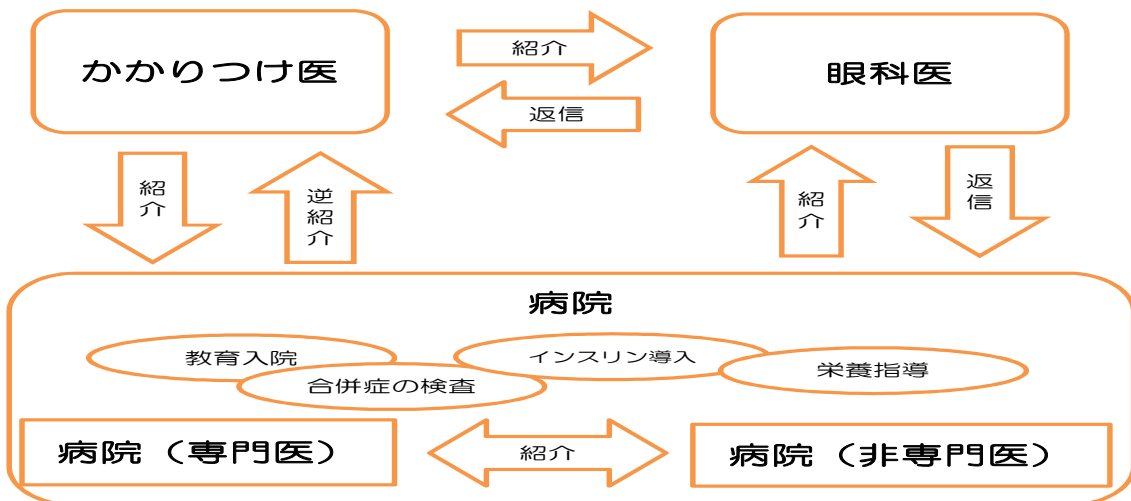 かかりつけ医
紹介
返信
眼科医
紹介
逆紹介
紹介
返信
病院
教育入院
合併症の検査
インスリン導入
栄養指導
病院（専門医）
紹介
病院（非専門医）